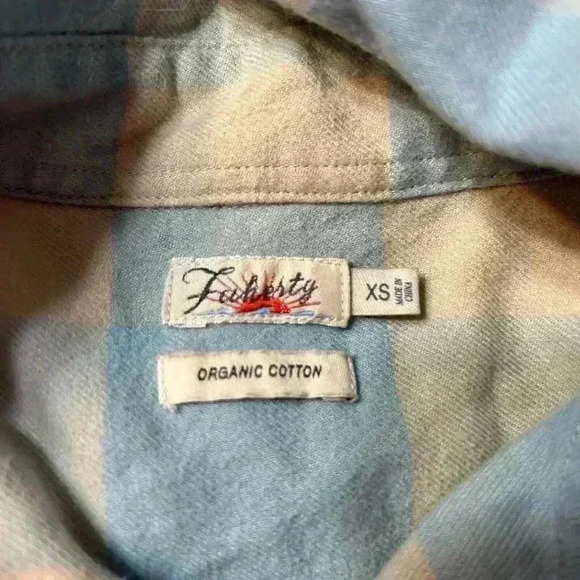 Faherty
XS
MADE IN
CHINA
ORGANIC COTTON